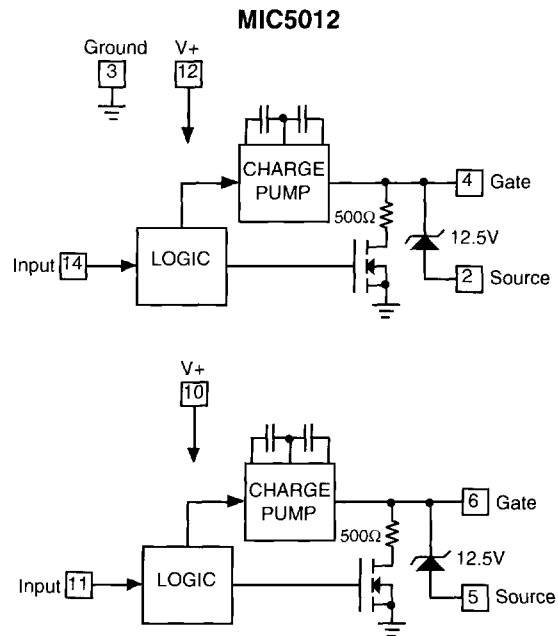 MIC5012
Ground V+
3 12
CHARGE
PUMP
4 Gate
500Ω
12.5V
Input 14
LOGIC
2 Source
V+
10
CHARGE
PUMP
6 Gate
500Ω
12.5V
Input 11
LOGIC
5 Source